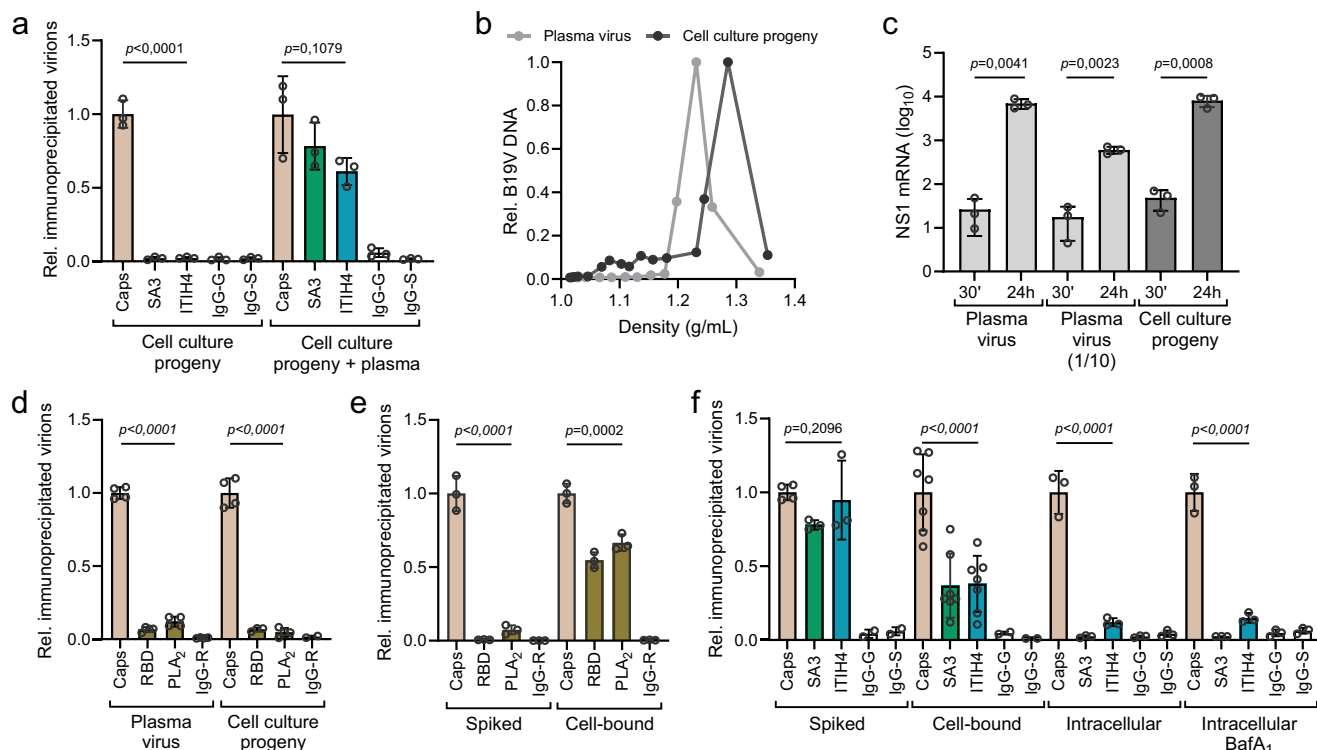 a
Rel. immunoprecipitated virions
1.5
1.0
0.5
0.0
p<0,0001
p=0,1079
Caps
SA3
ITIH4
IgG-G
IgG-S
Caps
SA3
ITIH4
IgG-G
IgG-S
Cell culture
progeny
Cell culture
progeny + plasma
b
Plasma virus
Cell culture progeny
Rel. B19V DNA
1.0
0.8
0.6
0.4
0.2
0.0
1.0
1.1
1.2
1.3
1.4
Density (g/mL)
c
NS1 mRNA (log10)
5
4
3
2
1
0
p=0,0041
p=0,0023
p=0,0008
30' 24h
30' 24h
30' 24h
Plasma
virus
Plasma
virus
(1/10)
Cell culture
progeny
d
Rel. immunoprecipitated virions
1.5
1.0
0.5
0.0
p<0,0001
p<0,0001
Caps
RBD
PLA2
IgG-R
Caps
RBD
PLA2
IgG-R
Plasma
virus
Cell culture
progeny
e
Rel. immunoprecipitated virions
1.5
1.0
0.5
0.0
p<0,0001
p=0,0002
Caps
RBD
PLA2
IgG-R
Caps
RBD
PLA2
IgG-R
Spiked
Cell-bound
f
Rel. immunoprecipitated virions
1.5
1.0
0.5
0.0
p=0,2096
p<0,0001
p<0,0001
p<0,0001
Caps
SA3
ITIH4
IgG-G
IgG-S
Caps
SA3
ITIH4
IgG-G
IgG-S
Caps
SA3
ITIH4
IgG-G
IgG-S
Caps
SA3
ITIH4
IgG-G
IgG-S
Spiked
Cell-bound
Intracellular
Intracellular
BafA1